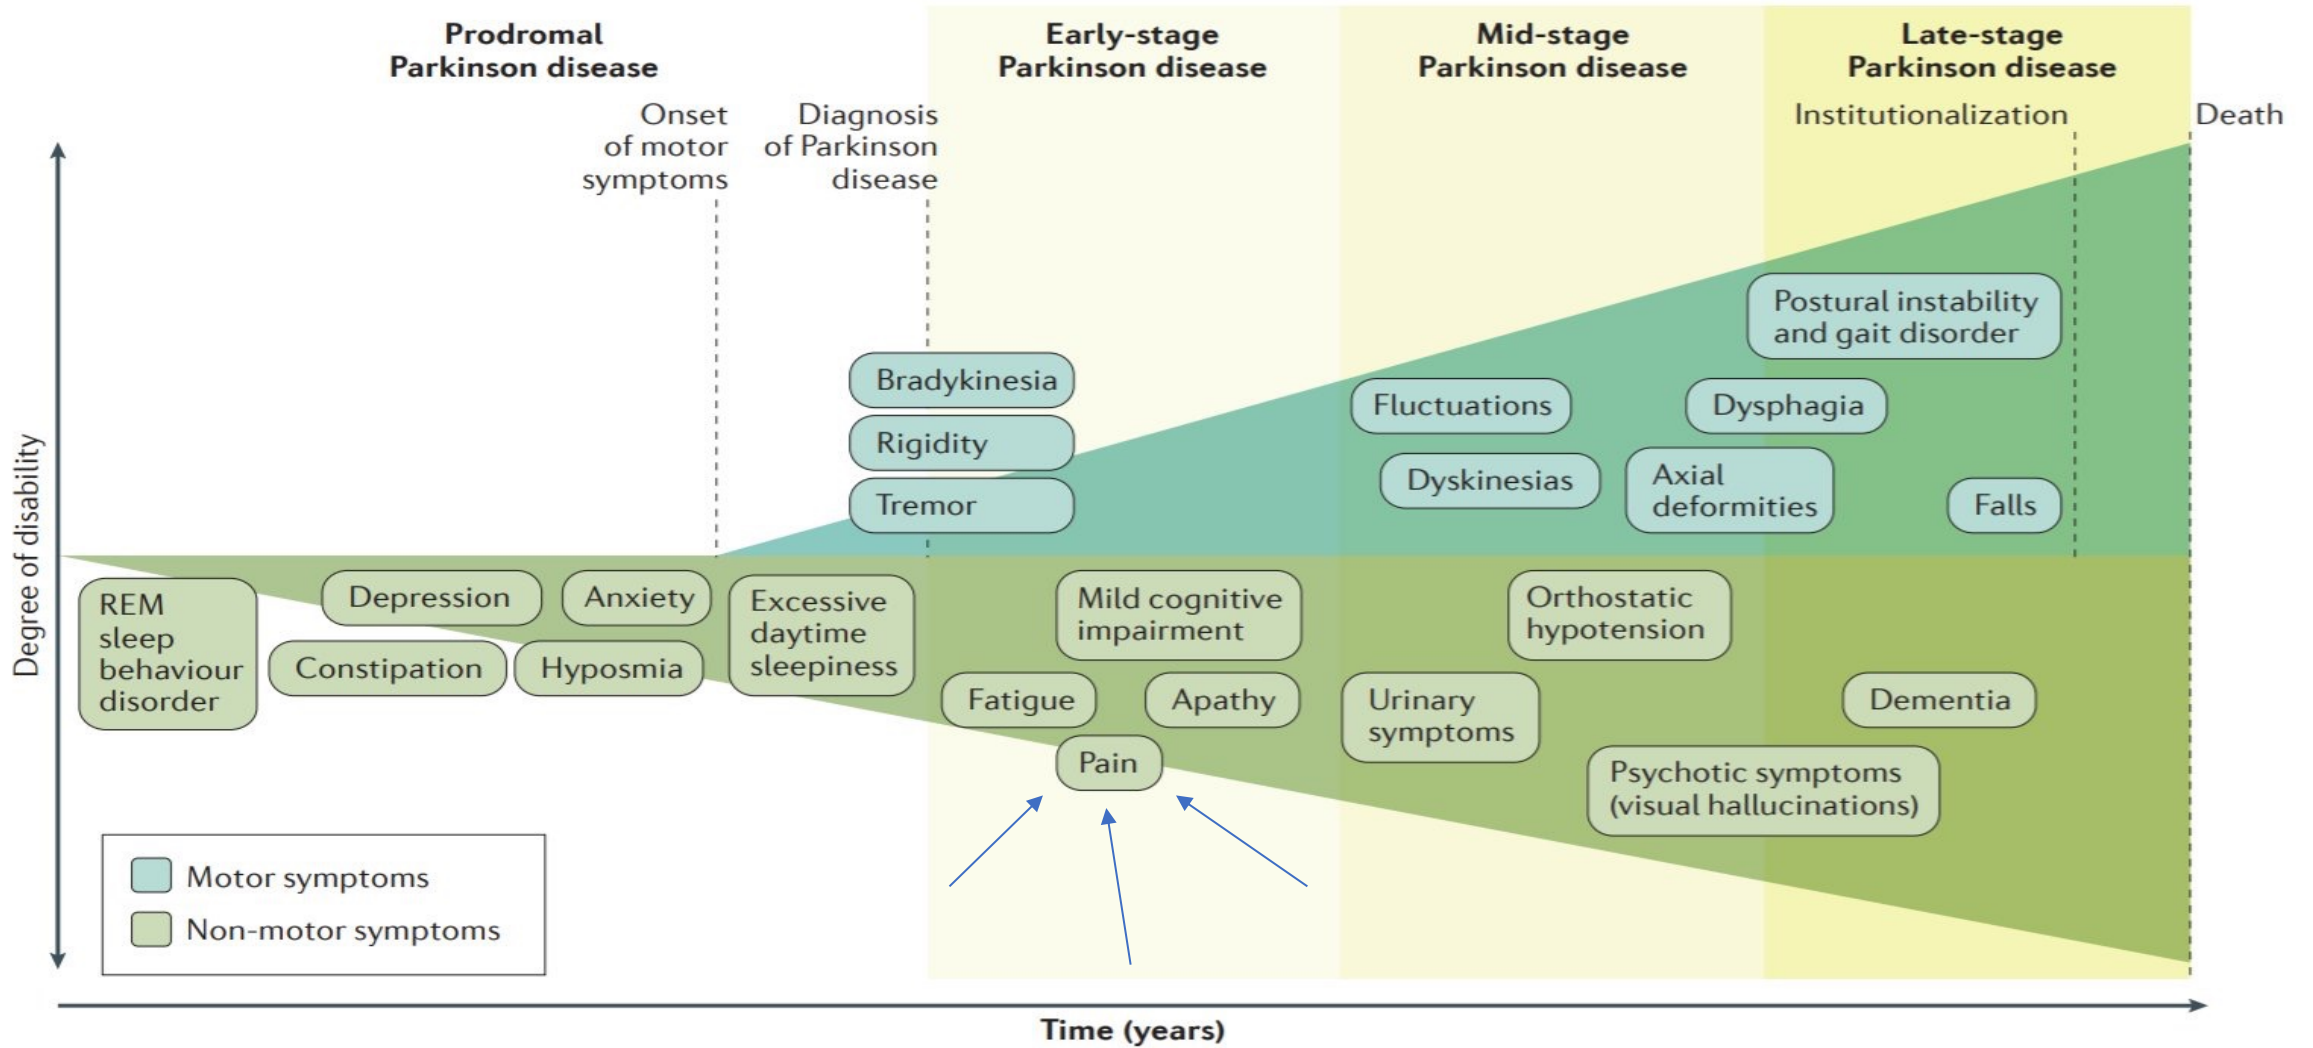 Prodromal
Parkinson disease
Early-stage
Parkinson disease
Mid-stage
Parkinson disease
Late-stage
Parkinson disease
Onset
of motor
symptoms
Diagnosis
of Parkinson
disease
Institutionalization
Death
Degree of disability
Bradykinesia
Rigidity
Tremor
Postural instability
and gait disorder
Fluctuations
Dysphagia
Dyskinesias
Axial
deformities
Falls
REM
sleep
behaviour
disorder
Depression
Anxiety
Constipation
Hyposmia
Excessive
daytime
sleepiness
Mild cognitive
impairment
Fatigue
Apathy
Pain
Orthostatic
hypotension
Urinary
symptoms
Dementia
Psychotic symptoms
(visual hallucinations)
Motor symptoms
Non-motor symptoms
Time (years)